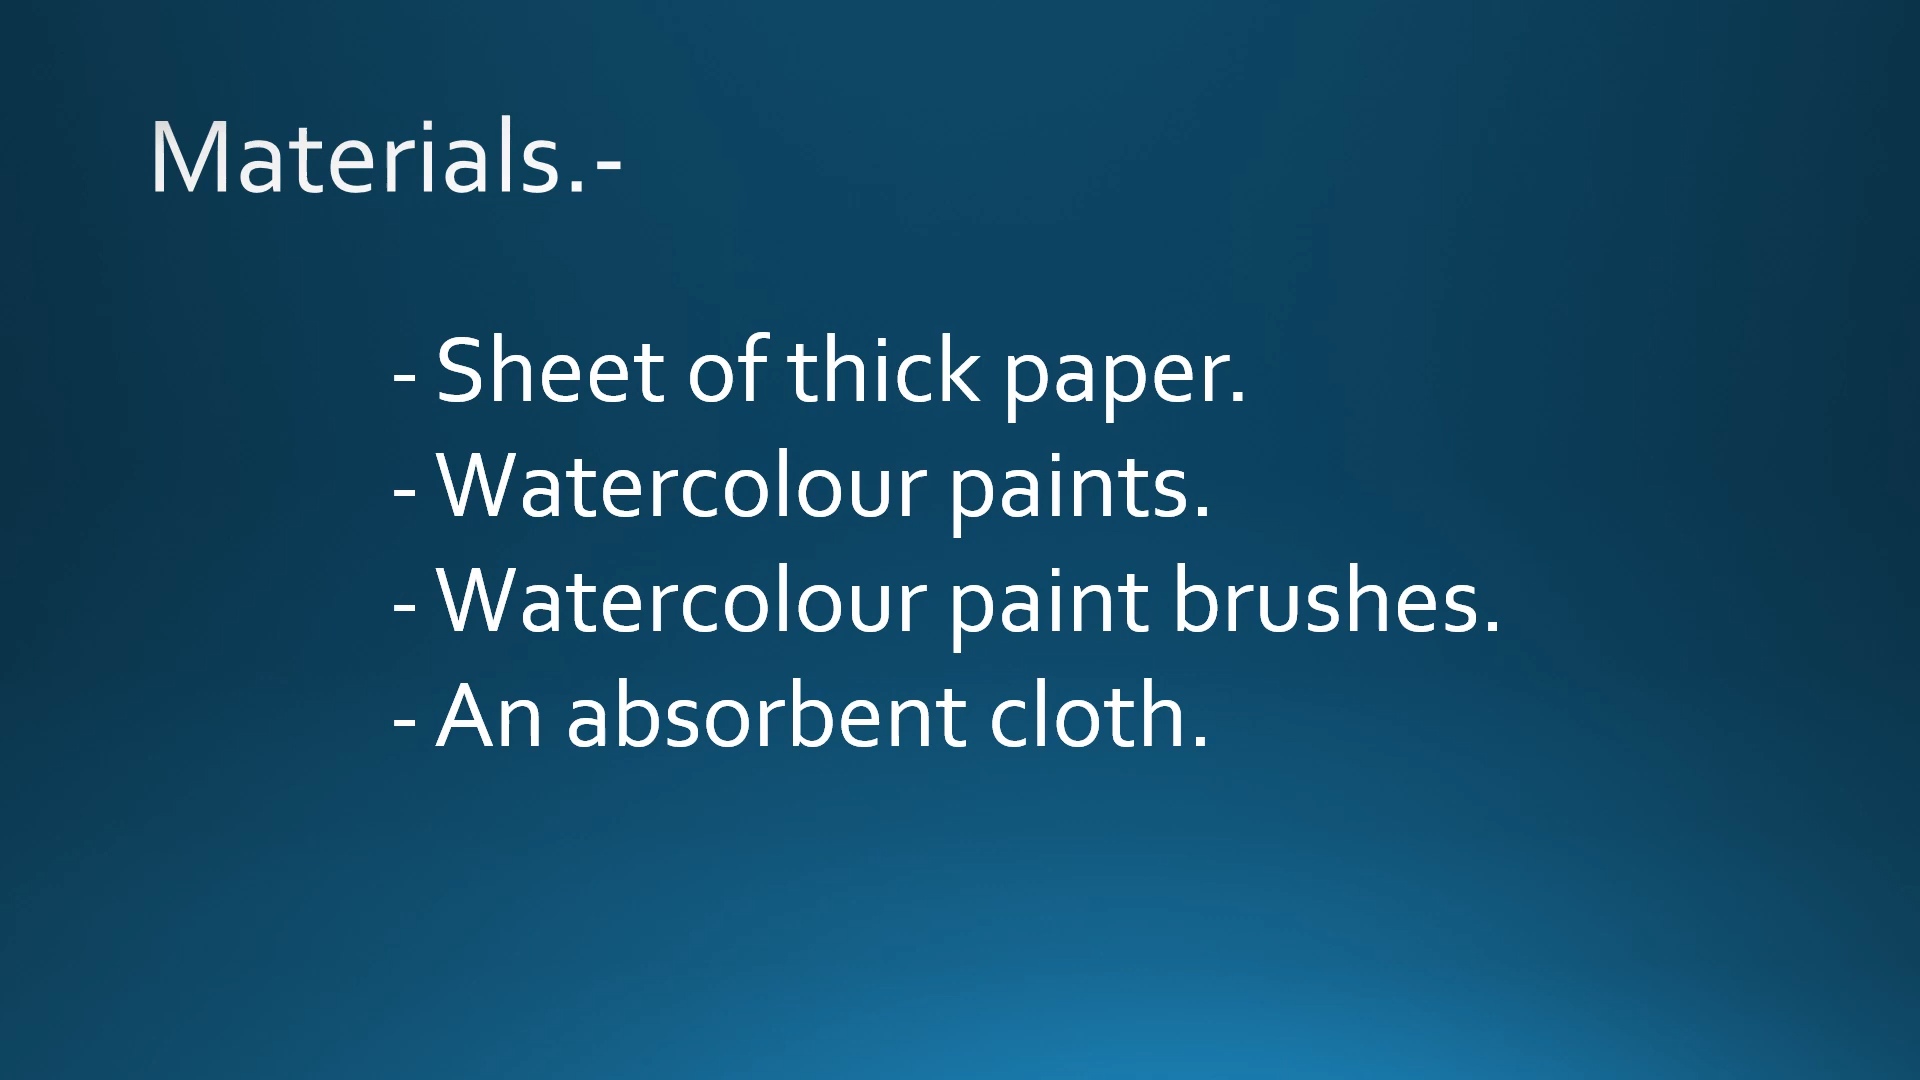 Materials.-
- Sheet of thick paper.
- Watercolour paints.
- Watercolour paint brushes.
- An absorbent cloth.